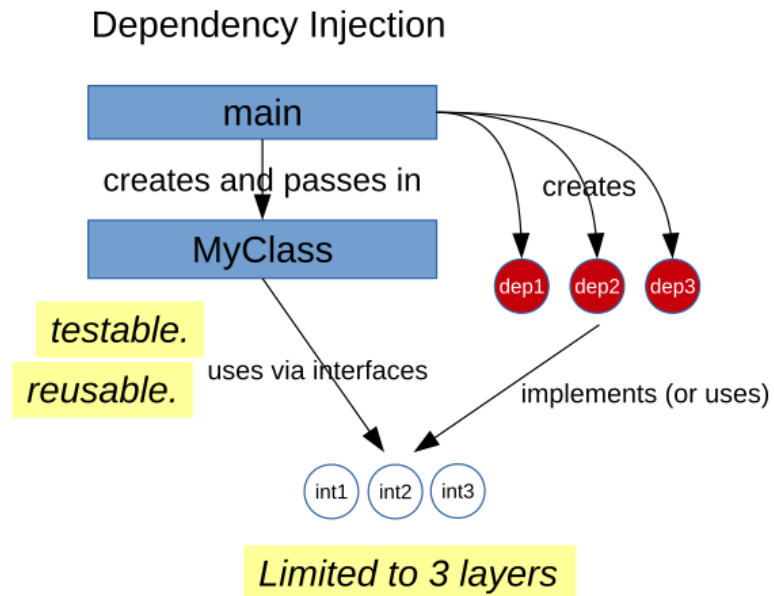 Dependency Injection
main
creates and passes in
creates
MyClass
dep1
dep2
dep3
testable.
reusable.
uses via interfaces
implements (or uses)
int1
int2
int3
Limited to 3 layers